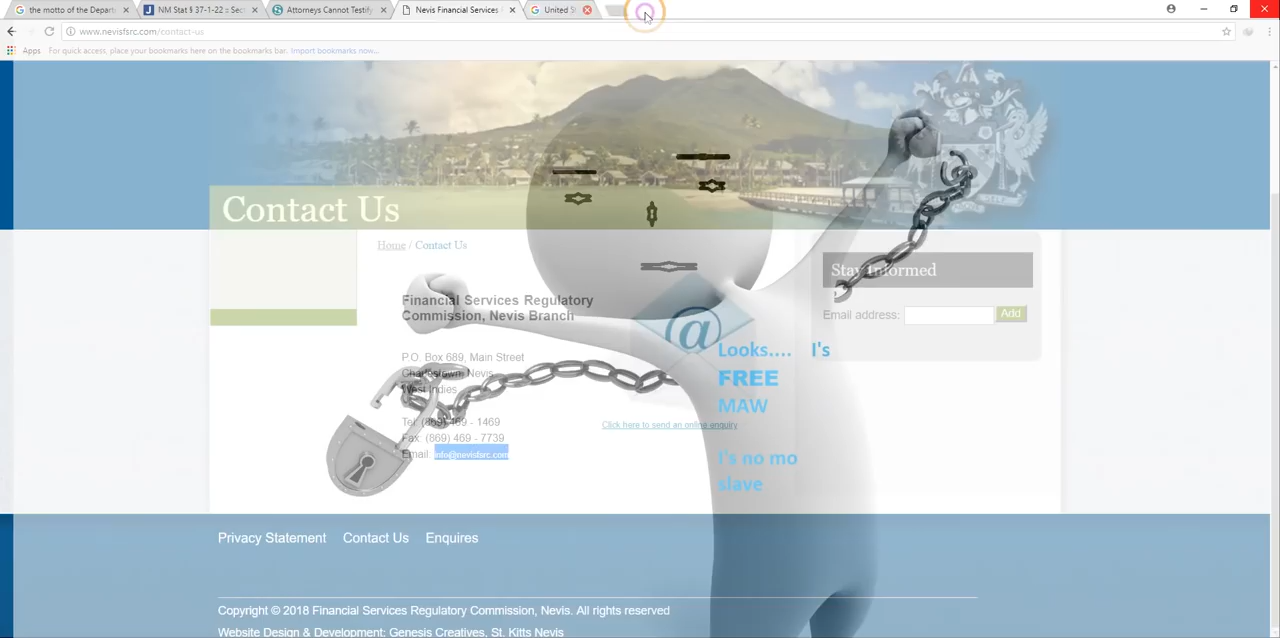 the motto of the Depart
NM Stat § 37-1-22 :: Sec
Attorneys Cannot Testify
Nevis Financial Services
United S
www.nevisfsrc.com/contact-us
Apps
For quick access, place your bookmarks here on the bookmarks bar. Import bookmarks now...
Contact Us
Home / Contact Us
Stay Informed
Email address:
Add
Financial Services Regulatory
Commission, Nevis Branch
P.O. Box 689, Main Street
Charlestown, Nevis
West Indies
Tel: (869) 469 - 1469
Fax: (869) 469 - 7739
Email: info@nevisfsrc.com
Click here to send an online enquiry
@
Looks.... I's
FREE
MAW
I's no mo
slave
Privacy Statement
Contact Us
Enquires
Copyright © 2018 Financial Services Regulatory Commission, Nevis. All rights reserved
Website Design & Development: Genesis Creatives, St. Kitts Nevis